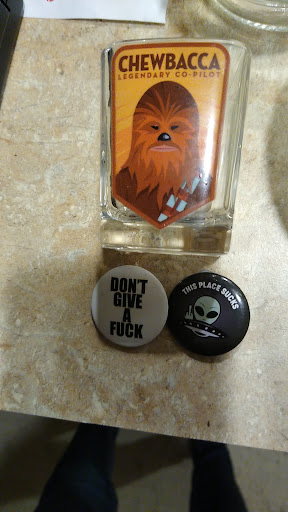 CHEWBACCA
LEGENDARY CO-PILOT
DON'T
GIVE
A
FUCK
THIS PLACE SUCKS